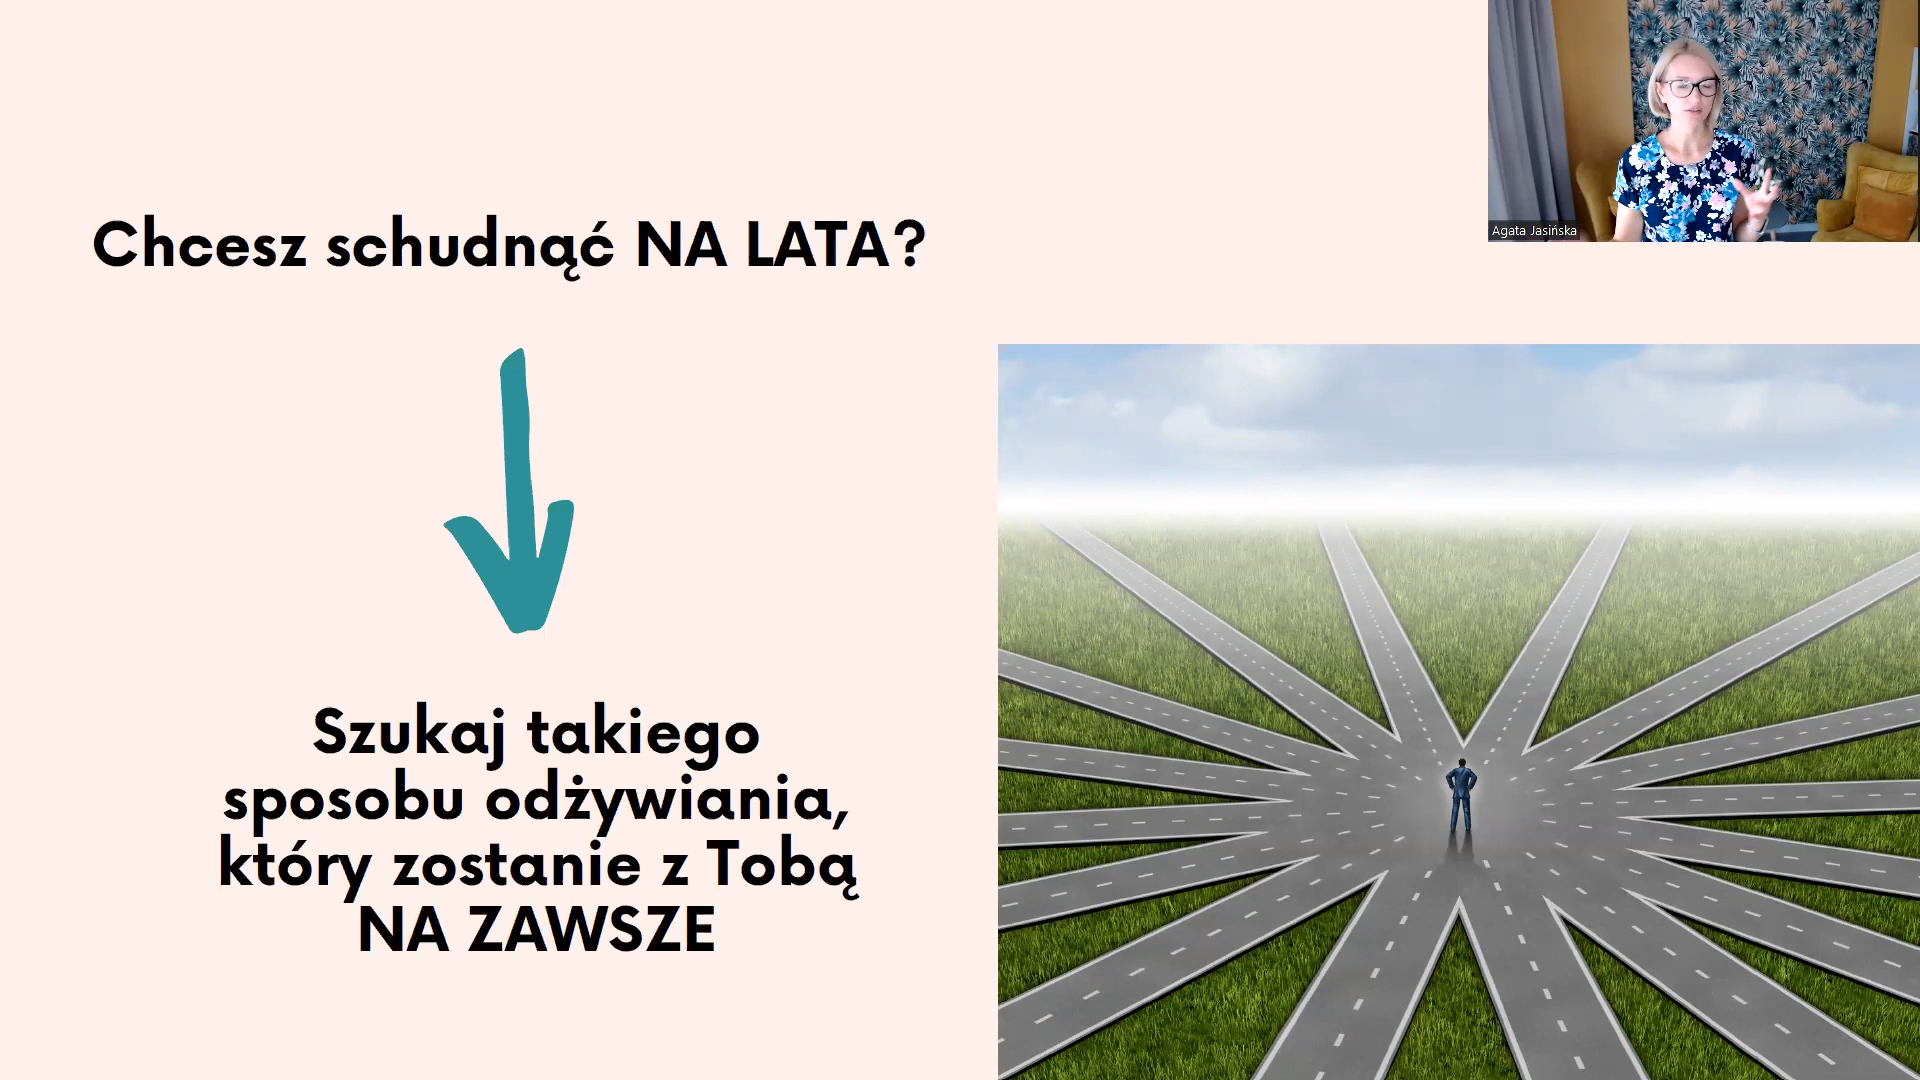 Chcesz schudnąć NA LATA?
Agata Jasińska
Szukaj takiego
sposobu odżywiania,
który zostanie z Tobą
NA ZAWSZE